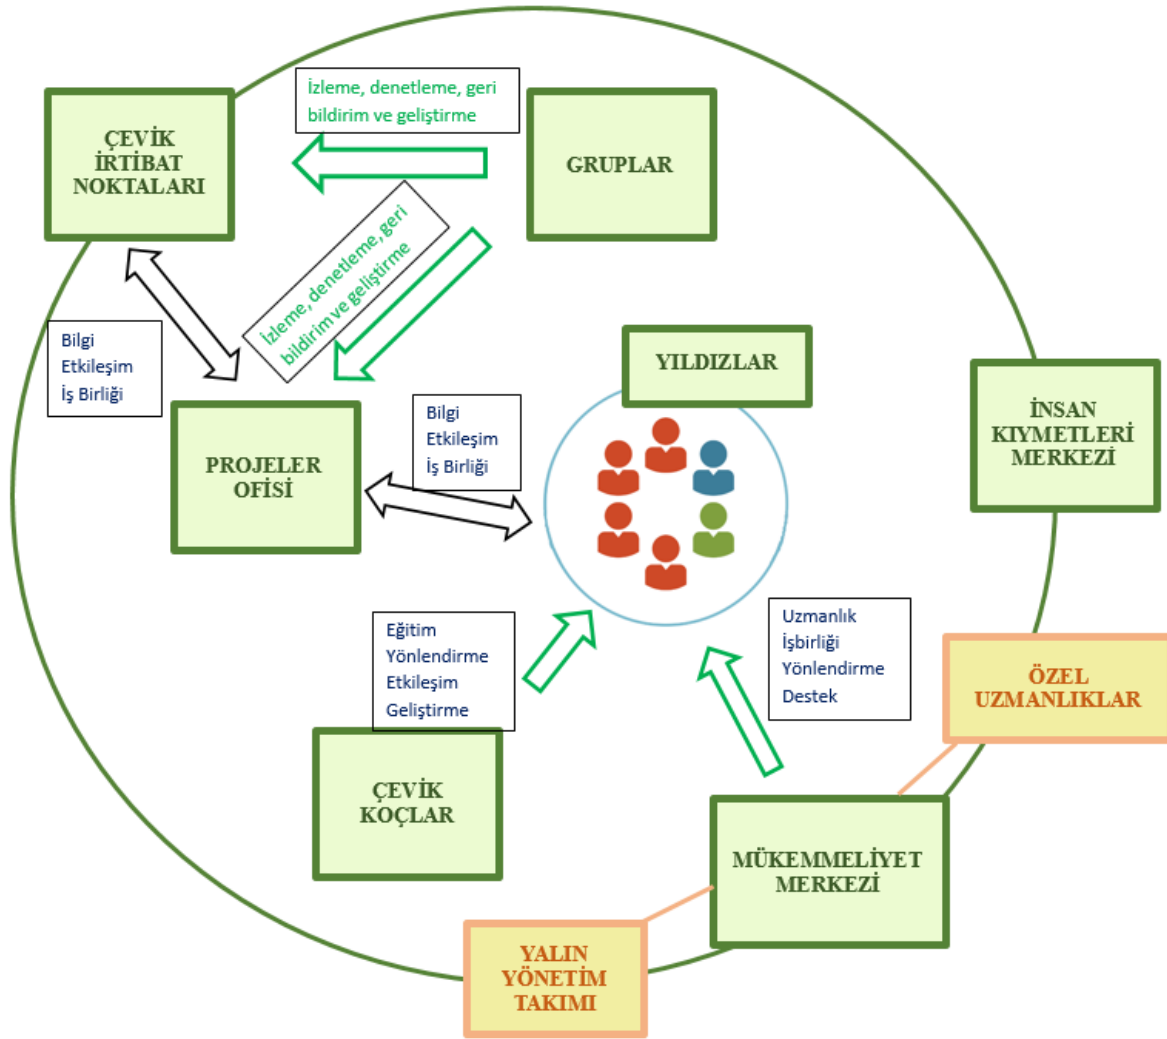 İzleme, denetleme, geri
bildirim ve geliştirme
ÇEVİK
İRTİBAT
NOKTALARI
GRUPLAR
İzleme, denetleme, geri
bildirim ve geliştirme
Bilgi
Etkileşim
İş Birliği
YILDIZLAR
İNSAN
KIYMETLERİ
MERKEZİ
PROJELER
OFİSİ
Bilgi
Etkileşim
İş Birliği
Eğitim
Yönlendirme
Etkileşim
Geliştirme
Uzmanlık
İşbirliği
Yönlendirme
Destek
ÖZEL
UZMANLIKLAR
ÇEVİK
KOÇLAR
MÜKEMMELİYET
MERKEZİ
YALIN
YÖNETİM
TAKIMI